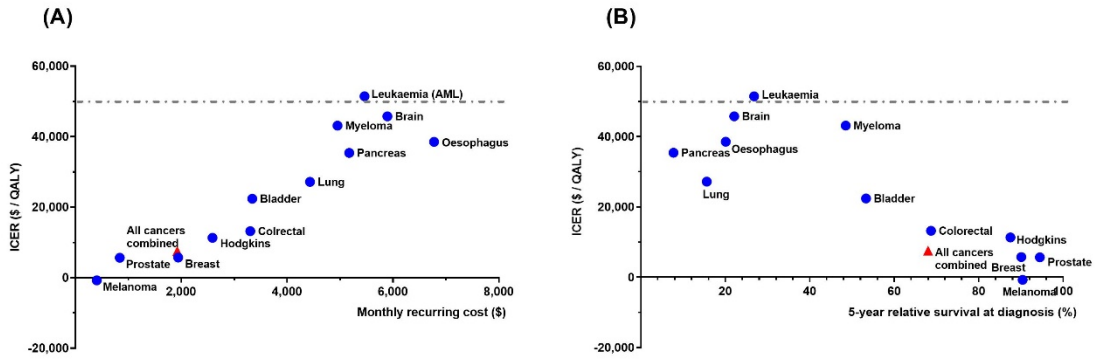 (A)
ICER ($ / QALY)
60,000
40,000
20,000
0
-20,000
2,000
4,000
6,000
8,000
Monthly recurring cost ($)
Leukaemia (AML)
Brain
Myeloma
Oesophagus
Pancreas
Lung
Bladder
Colrectal
All cancers
combined
Hodgkins
Prostate
Breast
Melanoma
(B)
ICER ($ / QALY)
60,000
40,000
20,000
0
-20,000
20
40
60
80
100
5-year relative survival at diagnosis (%)
Leukaemia
Brain
Myeloma
Oesophagus
Pancreas
Lung
Bladder
Colorectal
Hodgkins
All cancers
combined
Breast
Prostate
Melanoma